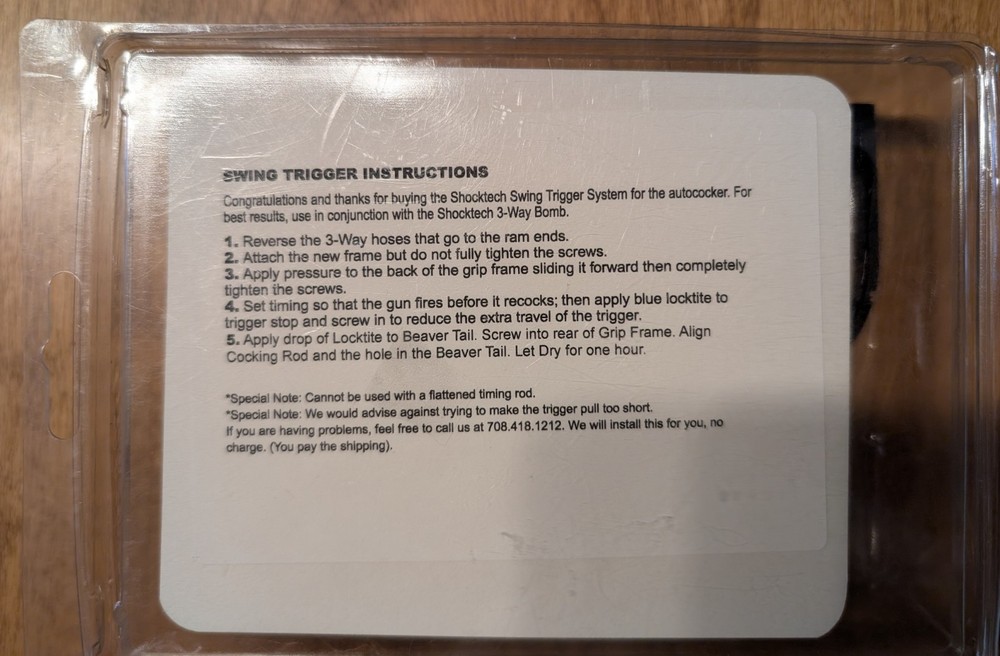 SWING TRIGGER INSTRUCTIONS
Congratulations and thanks for buying the Shocktech Swing Trigger System for the autococker. For
best results, use in conjunction with the Shocktech 3-Way Bomb.
1. Reverse the 3-Way hoses that go to the ram ends.
2. Attach the new frame but do not fully tighten the screws.
3. Apply pressure to the back of the grip frame sliding it forward then completely
tighten the screws.
4. Set timing so that the gun fires before it recocks; then apply blue locktite to
trigger stop and screw in to reduce the extra travel of the trigger.
5. Apply drop of Locktite to Beaver Tail. Screw into rear of Grip Frame. Align
Cocking Rod and the hole in the Beaver Tail. Let Dry for one hour.
*Special Note: Cannot be used with a flattened timing rod.
*Special Note: We would advise against trying to make the trigger pull too short.
If you are having problems, feel free to call us at 708.418.1212. We will install this for you, no
charge. (You pay the shipping).